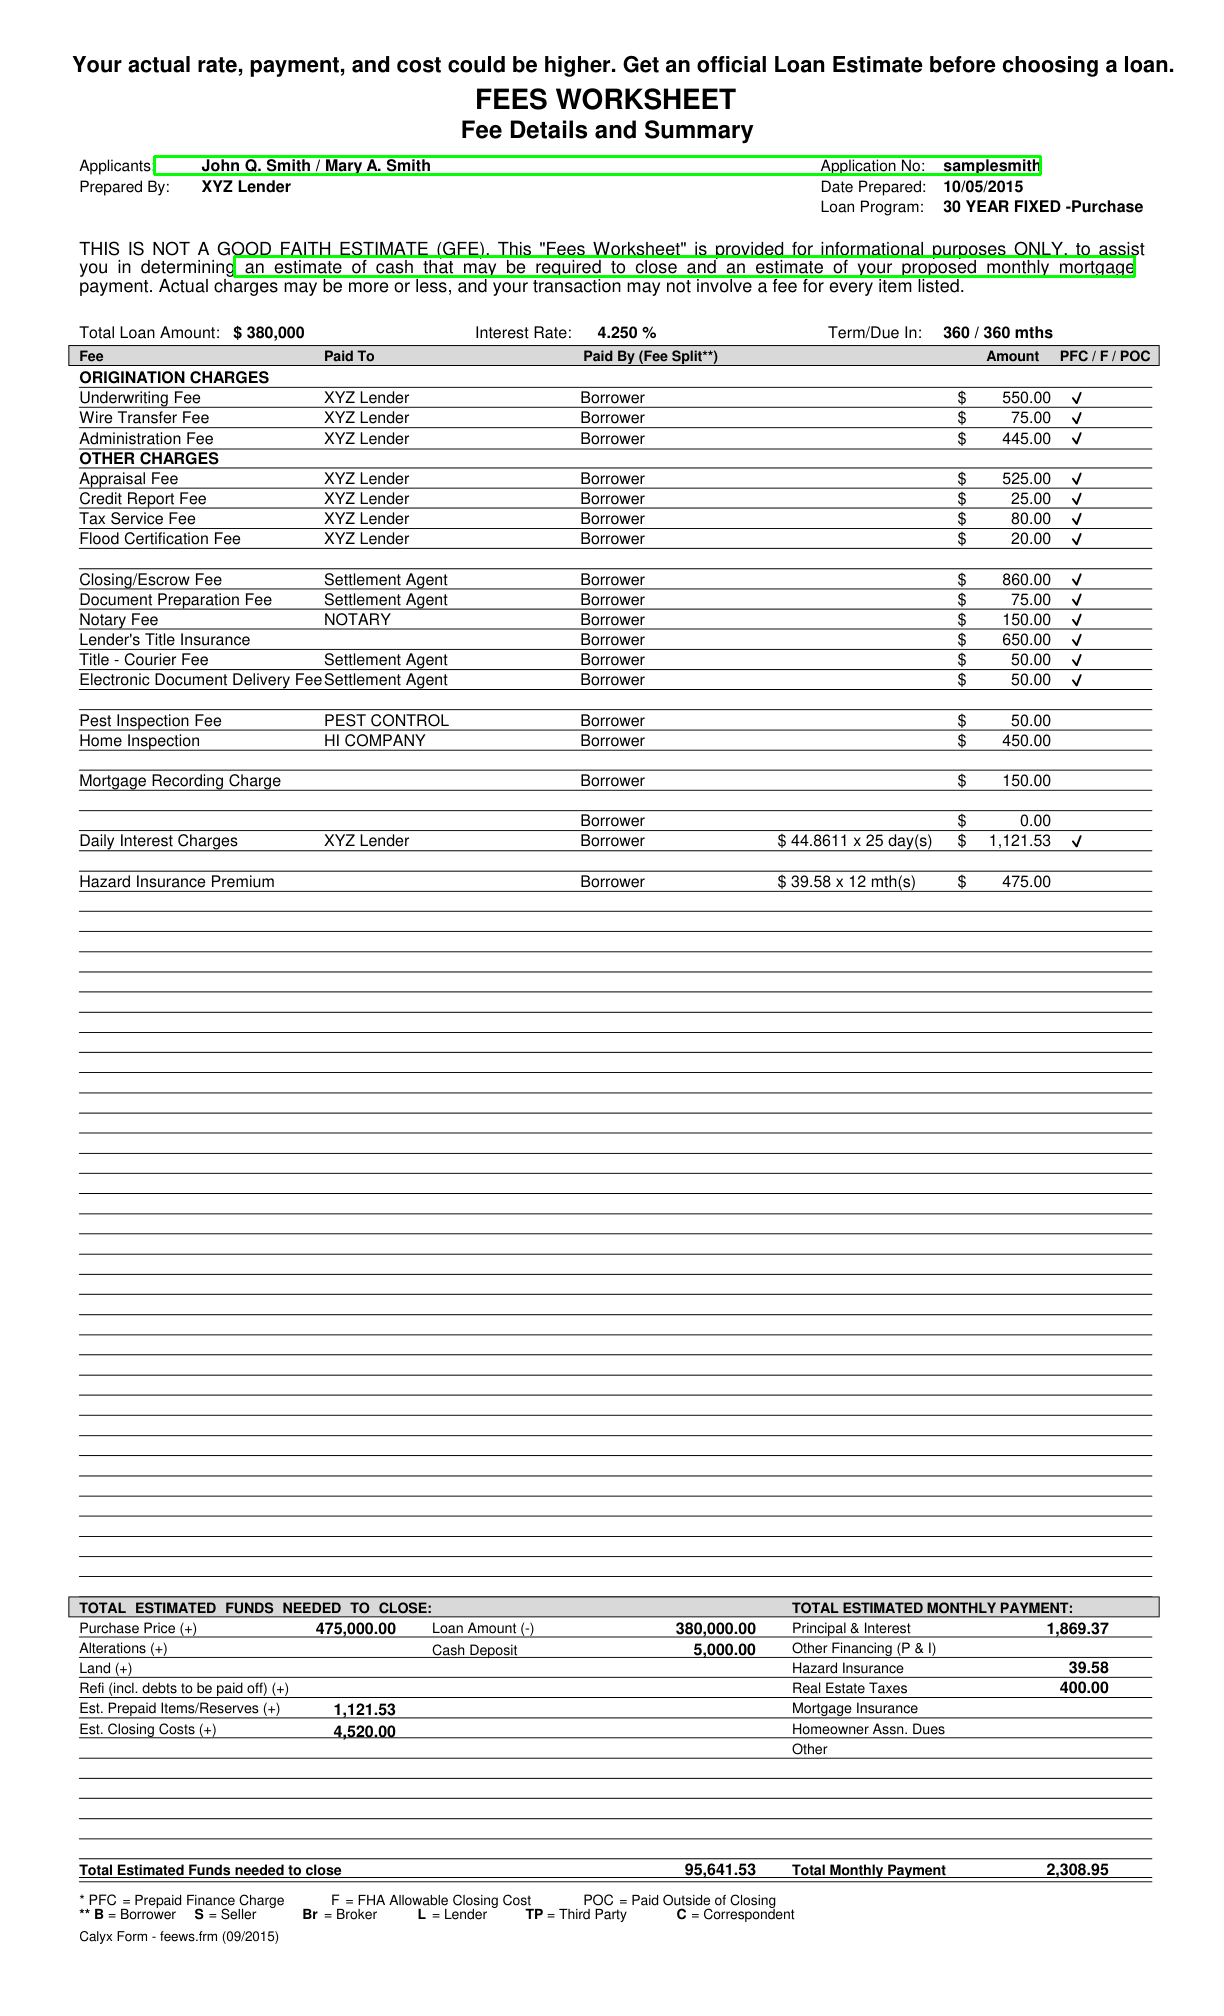 Your actual rate, payment, and cost could be higher. Get an official Loan Estimate before choosing a loan.
FEES WORKSHEET
Fee Details and Summary
Applicants: John Q. Smith / Mary A. Smith Application No: samplesmith
Prepared By: XYZ Lender Date Prepared: 10/05/2015
Loan Program: 30 YEAR FIXED -Purchase
THIS IS NOT A GOOD FAITH ESTIMATE (GFE). This "Fees Worksheet" is provided for informational purposes ONLY, to assist
you in determining an estimate of cash that may be required to close and an estimate of your proposed monthly mortgage
payment. Actual charges may be more or less, and your transaction may not involve a fee for every item listed.
Total Loan Amount: $ 380,000 Interest Rate: 4.250 % Term/Due In: 360 / 360 mths
Fee Paid To Paid By (Fee Split**) Amount PFC / F / POC
ORIGINATION CHARGES
Underwriting Fee XYZ Lender Borrower $ 550.00 ✓
Wire Transfer Fee XYZ Lender Borrower $ 75.00 ✓
Administration Fee XYZ Lender Borrower $ 445.00 ✓
OTHER CHARGES
Appraisal Fee XYZ Lender Borrower $ 525.00 ✓
Credit Report Fee XYZ Lender Borrower $ 25.00 ✓
Tax Service Fee XYZ Lender Borrower $ 80.00 ✓
Flood Certification Fee XYZ Lender Borrower $ 20.00 ✓
Closing/Escrow Fee Settlement Agent Borrower $ 860.00 ✓
Document Preparation Fee Settlement Agent Borrower $ 75.00 ✓
Notary Fee NOTARY Borrower $ 150.00 ✓
Lender's Title Insurance Borrower $ 650.00 ✓
Title - Courier Fee Settlement Agent Borrower $ 50.00 ✓
Electronic Document Delivery Fee Settlement Agent Borrower $ 50.00 ✓
Pest Inspection Fee PEST CONTROL Borrower $ 50.00
Home Inspection HI COMPANY Borrower $ 450.00
Mortgage Recording Charge Borrower $ 150.00
Borrower $ 0.00
Daily Interest Charges XYZ Lender Borrower $ 44.8611 x 25 day(s) $ 1,121.53 ✓
Hazard Insurance Premium Borrower $ 39.58 x 12 mth(s) $ 475.00
TOTAL ESTIMATED FUNDS NEEDED TO CLOSE: TOTAL ESTIMATED MONTHLY PAYMENT:
Purchase Price (+) 475,000.00 Loan Amount (-) 380,000.00 Principal & Interest 1,869.37
Alterations (+) Cash Deposit 5,000.00 Other Financing (P & I)
Land (+) Hazard Insurance 39.58
Refi (incl. debts to be paid off) (+) Real Estate Taxes 400.00
Est. Prepaid Items/Reserves (+) 1,121.53 Mortgage Insurance
Est. Closing Costs (+) 4,520.00 Homeowner Assn. Dues
Other
Total Estimated Funds needed to close 95,641.53 Total Monthly Payment 2,308.95
* PFC = Prepaid Finance Charge F = FHA Allowable Closing Cost POC = Paid Outside of Closing
** B = Borrower S = Seller Br = Broker L = Lender TP = Third Party C = Correspondent
Calyx Form - feews.frm (09/2015)